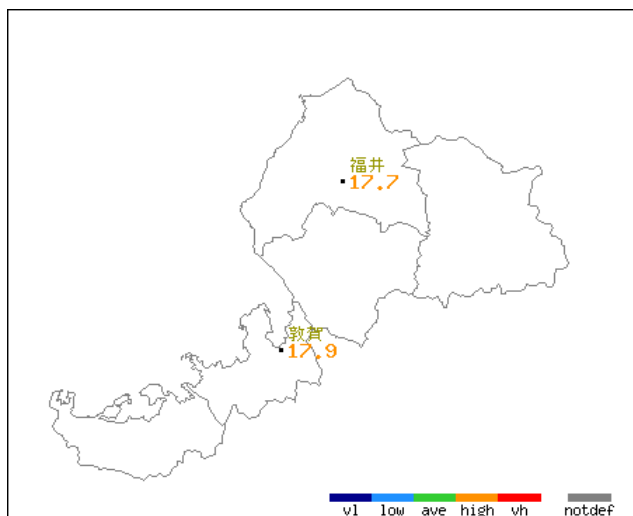 福井
17.7
敦賀
17.9
vl low ave high vh notdef